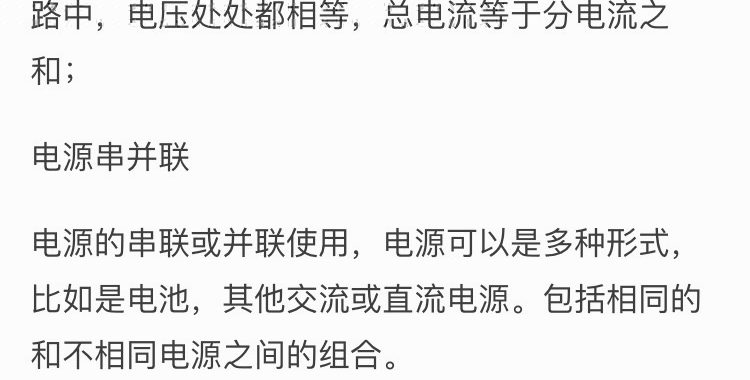 路中，电压处处都相等，总电流等于分电流之
和；
电源串并联
电源的串联或并联使用，电源可以是多种形式，
比如是电池，其他交流或直流电源。包括相同的
和不相同电源之间的组合。